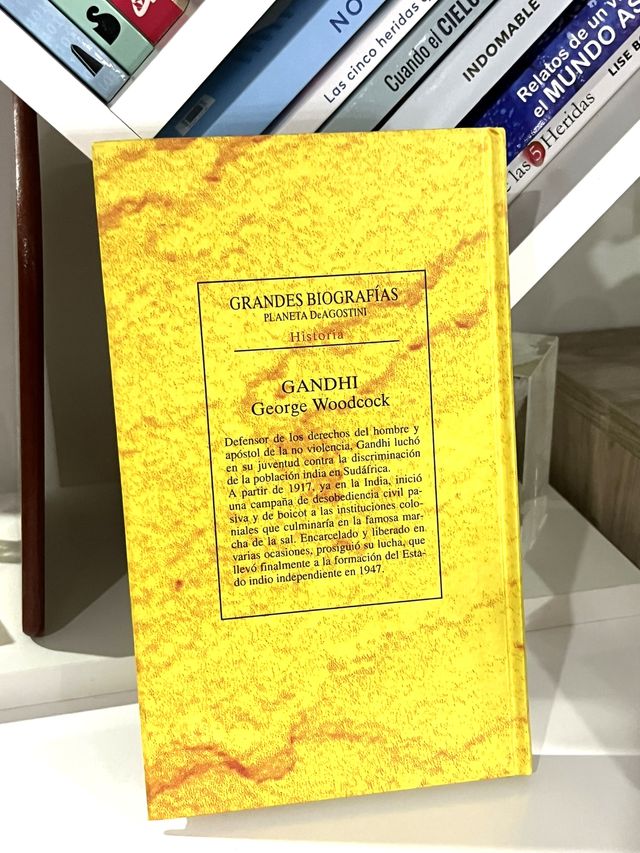 NO
Las cinco heridas
Cuando el CIELO
INDOMABLE
Relatos de un
el MUNDO AS
LISE
las 5 Heridas
GRANDES BIOGRAFÍAS
PLANETA DeAGOSTINI
Historia
GANDHI
George Woodcock
Defensor de los derechos del hombre y
apóstol de la no violencia, Gandhi luchó
en su juventud contra la discriminación
de la población india en Sudáfrica.
A partir de 1917, ya en la India, inició
una campaña de desobediencia civil pa-
siva y de boicot a las instituciones colo-
niales que culminaría en la famosa mar-
cha de la sal. Encarcelado y liberado en
varias ocasiones, prosiguió su lucha, que
llevó finalmente a la formación del Esta-
do indio independiente en 1947.